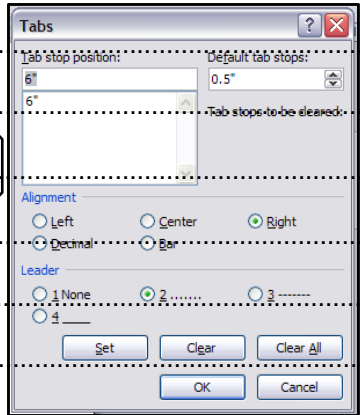 Tabs
Tab stop position:
Default tab stops:
6"
0.5"
6"
Tab stops to be cleared:
Alignment
Left
Center
Right
Decimal
Bar
Leader
1 None
2 .......
3 -------
4 ___
Set
Clear
Clear All
OK
Cancel